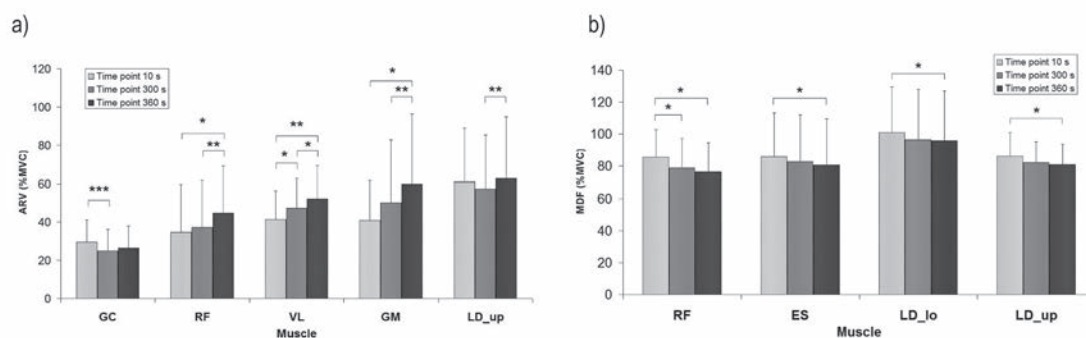 a)
Time point 10 s
Time point 300 s
Time point 360 s
ARV (%MVC)
120
100
80
60
40
20
0
***
*
**
**
*
*
*
**
**
GC RF VL GM LD_up
Muscle
b)
Time point 10 s
Time point 300 s
Time point 360 s
MDF (%MVC)
140
120
100
80
60
40
20
0
*
*
*
*
*
RF ES LD_lo LD_up
Muscle